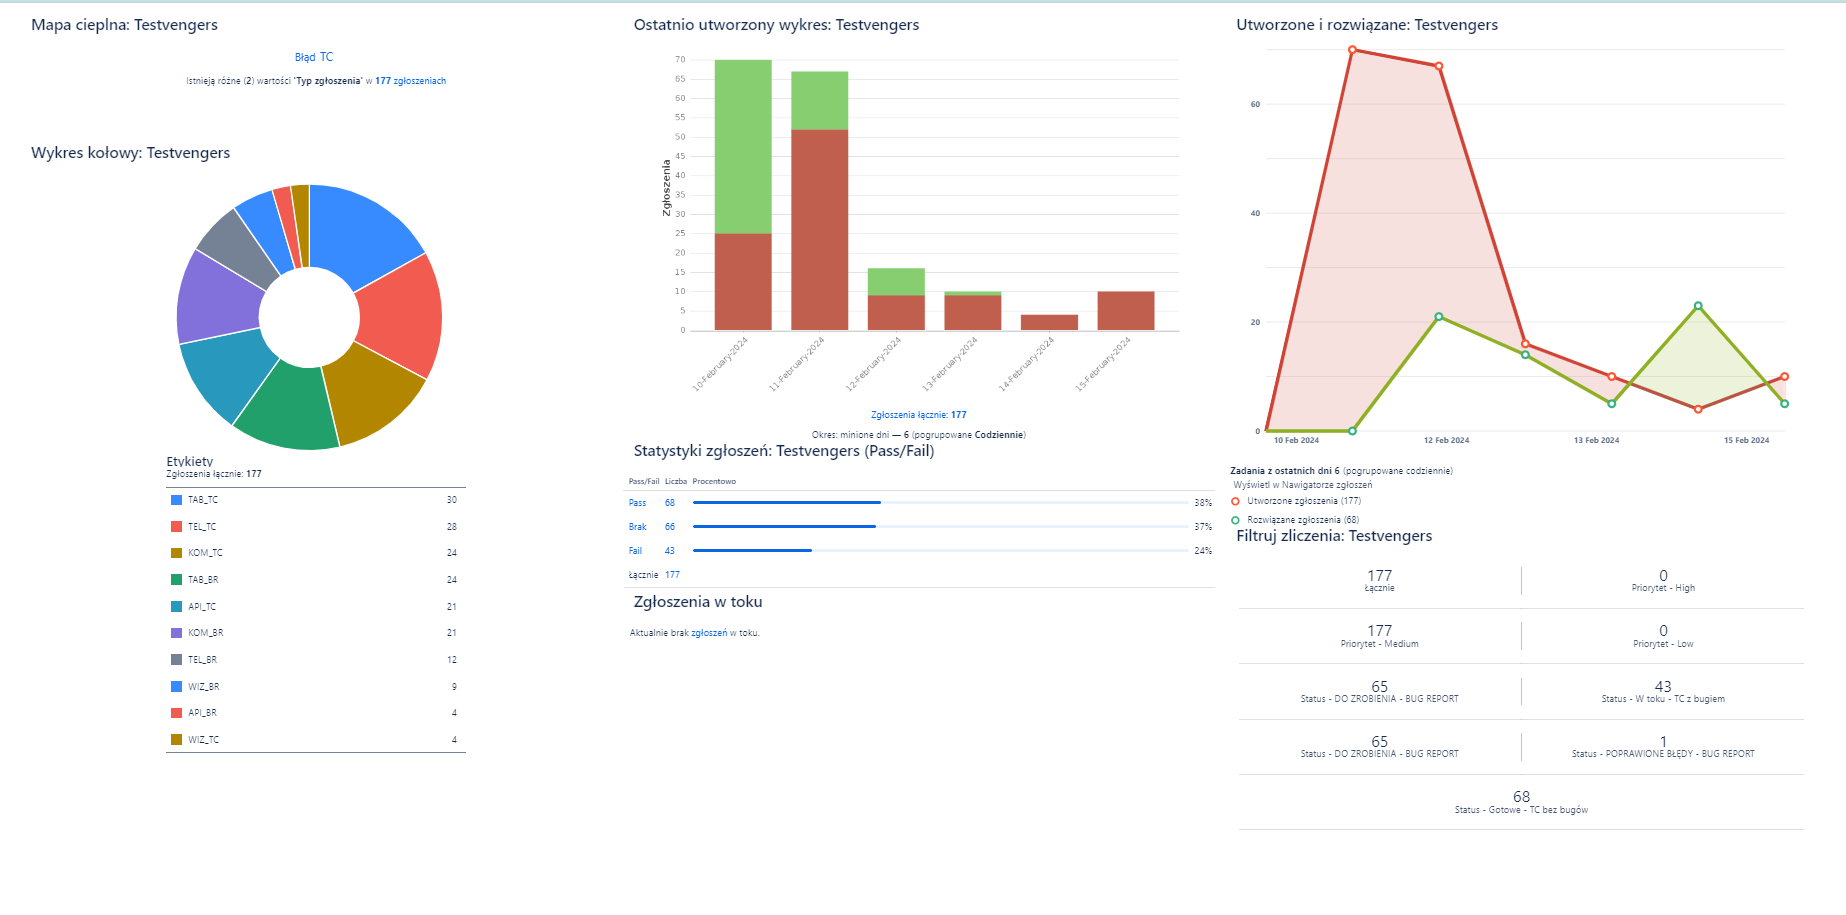 Mapa cieplna: Testvengers
Błąd TC
Istnieją różne (2) wartości "Typ zgłoszenia" w 177 zgłoszeniach
Wykres kołowy: Testvengers
Etykiety
Zgłoszenia łącznie: 177
TAB_TC 30
TEL_TC 28
KOM_TC 24
TAB_BR 24
API_TC 21
KOM_BR 21
TEL_BR 12
WIZ_BR 9
API_BR 4
WIZ_TC 4
Ostatnio utworzony wykres: Testvengers
Zgłoszenia
70
65
60
55
50
45
40
35
30
25
20
15
10
5
0
10-February-2024
11-February-2024
12-February-2024
13-February-2024
14-February-2024
15-February-2024
Zgłoszenia łącznie: 177
Okres: minione dni — 6 (pogrupowane Codziennie)
Statystyki zgłoszeń: Testvengers (Pass/Fail)
Pass/Fail Liczba Procentowo
Pass 68 38%
Brak 66 37%
Fail 43 24%
Łącznie 177
Zgłoszenia w toku
Aktualnie brak zgłoszeń w toku.
Utworzone i rozwiązane: Testvengers
60
40
20
0
10 Feb 2024
12 Feb 2024
13 Feb 2024
15 Feb 2024
Zadania z ostatnich dni 6 (pogrupowane codziennie)
Wyświetl w Nawigatorze zgłoszeń
Utworzone zgłoszenia (177)
Rozwiązane zgłoszenia (68)
Filtruj zliczenia: Testvengers
177
Łącznie
0
Priorytet - High
177
Priorytet - Medium
0
Priorytet - Low
65
Status - DO ZROBIENIA - BUG REPORT
43
Status - W toku - TC z bugiem
65
Status - DO ZROBIENIA - BUG REPORT
1
Status - POPRAWIONE BŁĘDY - BUG REPORT
68
Status - Gotowe - TC bez bugów